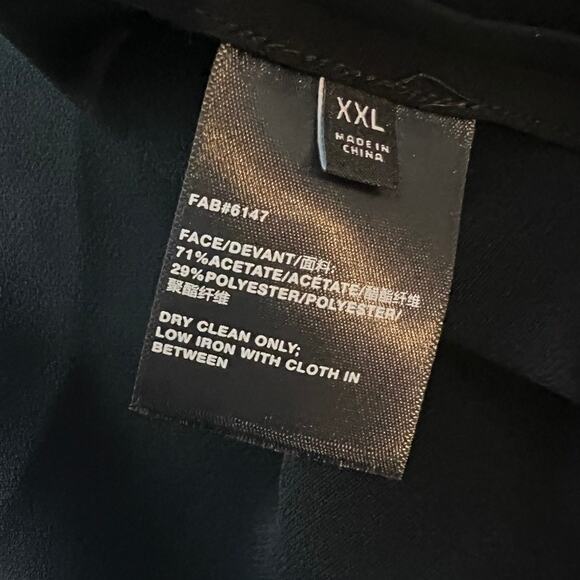 XXL
MADE IN
CHINA
FAB#6147
FACE/DEVANT/面料:
71%ACETATE/ACETATE/醋酯纤维
29%POLYESTER/POLYESTER/
聚酯纤维
DRY CLEAN ONLY;
LOW IRON WITH CLOTH IN
BETWEEN